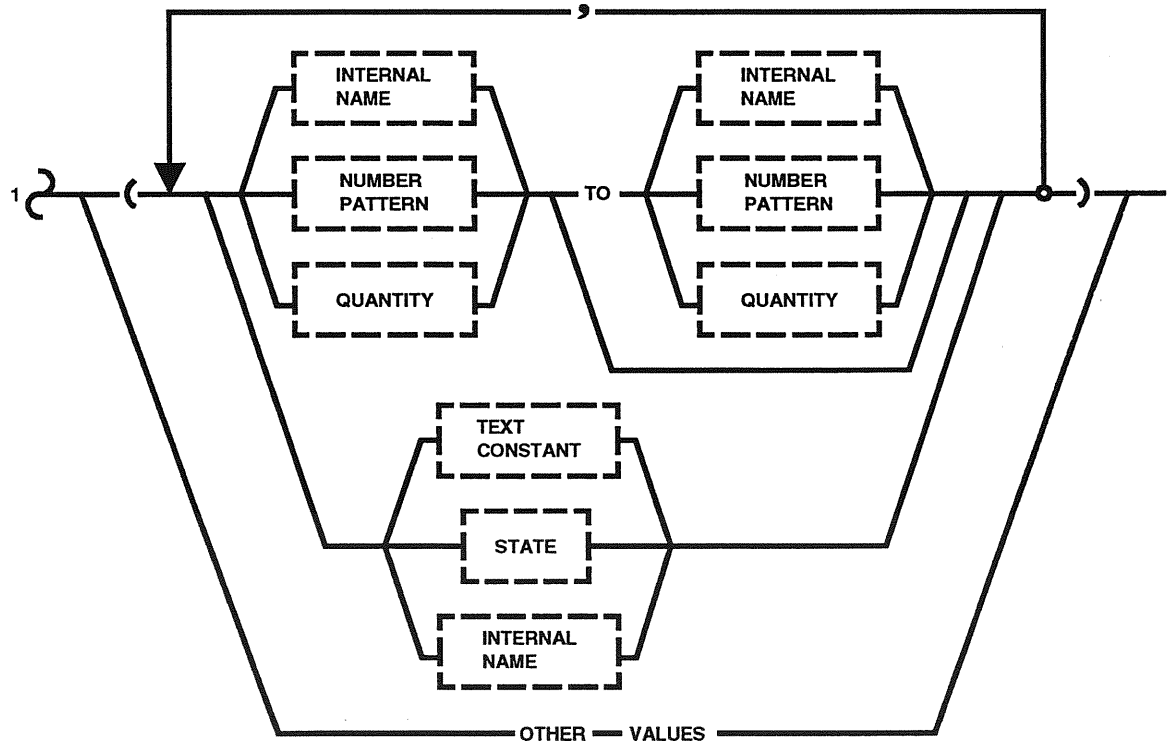 ,
INTERNAL
NAME
INTERNAL
NAME
1 ( NUMBER
PATTERN
TO
NUMBER
PATTERN
)
QUANTITY
QUANTITY
TEXT
CONSTANT
STATE
INTERNAL
NAME
OTHER VALUES